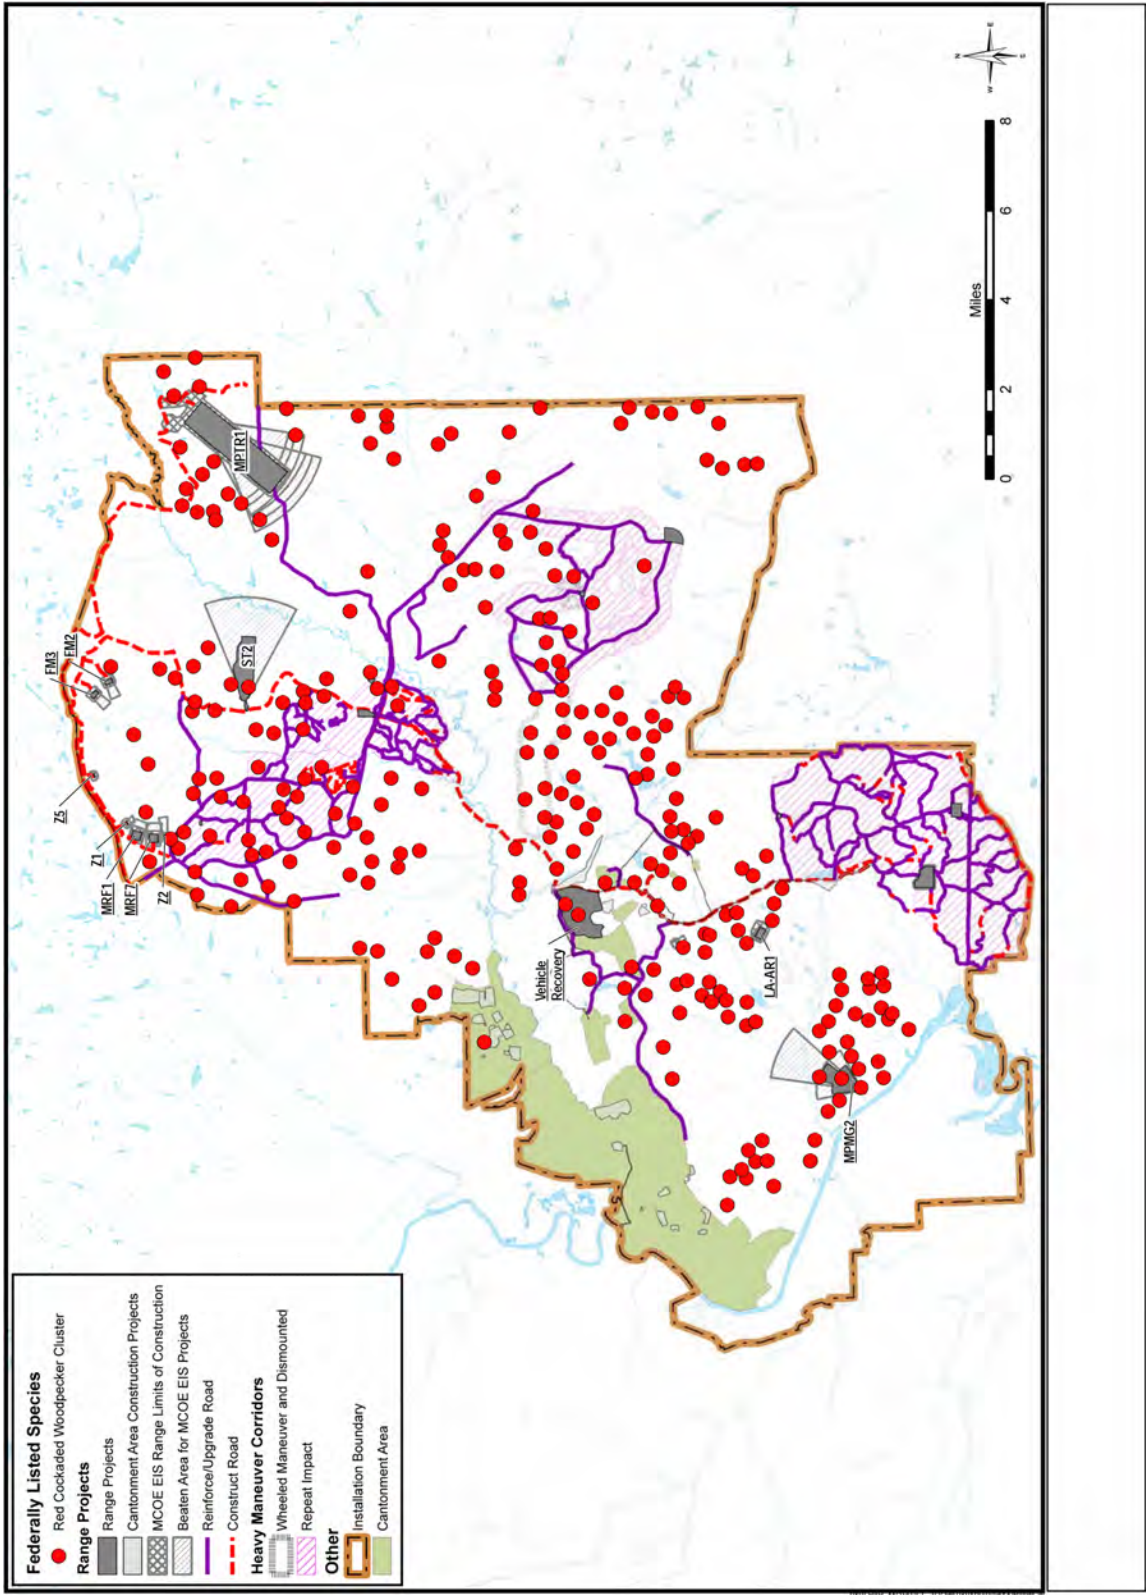 Federally Listed Species
Red Cockaded Woodpecker Cluster
Range Projects
Range Projects
Cantonment Area Construction Projects
MCOE EIS Range Limits of Construction
Beaten Area for MCOE EIS Projects
Reinforce/Upgrade Road
Construct Road
Heavy Maneuver Corridors
Wheeled Maneuver and Dismounted
Repeat Impact
Other
Installation Boundary
Cantonment Area
Z5
Z1
MRF1
MRF7
Z2
FM3
FM2
ST2
MPTR1
Vehicle
Recovery
LA-AR1
MPMG2
N
W
E
S
Miles
0
2
4
6
8